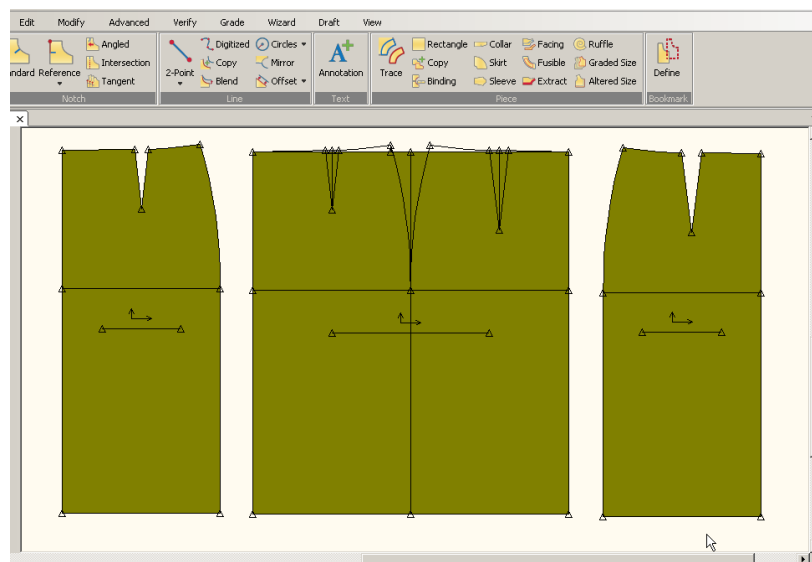 Edit Modify Advanced Verify Grade Wizard Draft View
Angled Digitized Circles Rectangle Collar Facing Ruffle
Intersection Copy Mirror Copy Skirt Fusible Graded Size
Tangent Blend Offset Binding Sleeve Extract Altered Size
ndard Reference 2-Point Annotation Trace Define
Notch Line Text Piece Bookmark